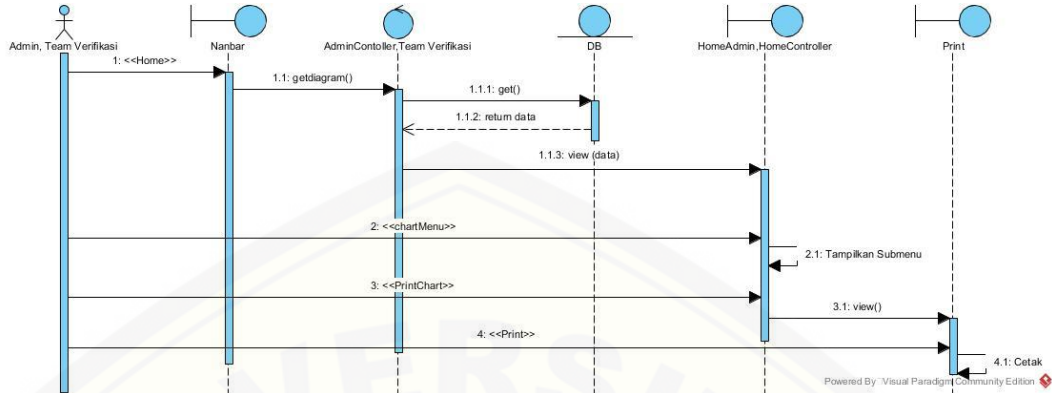 Admin, Team Verifikasi
Nanbar
AdminContoller,Team Verifikasi
DB
HomeAdmin,HomeController
Print
1: <<Home>>
1.1: getdiagram()
1.1.1: get()
1.1.2: return data
1.1.3: view (data)
2: <<chartMenu>>
2.1: Tampilkan Submenu
3: <<PrintChart>>
3.1: view()
4: <<Print>>
4.1: Cetak
Powered By Visual Paradigm Community Edition
VERSI